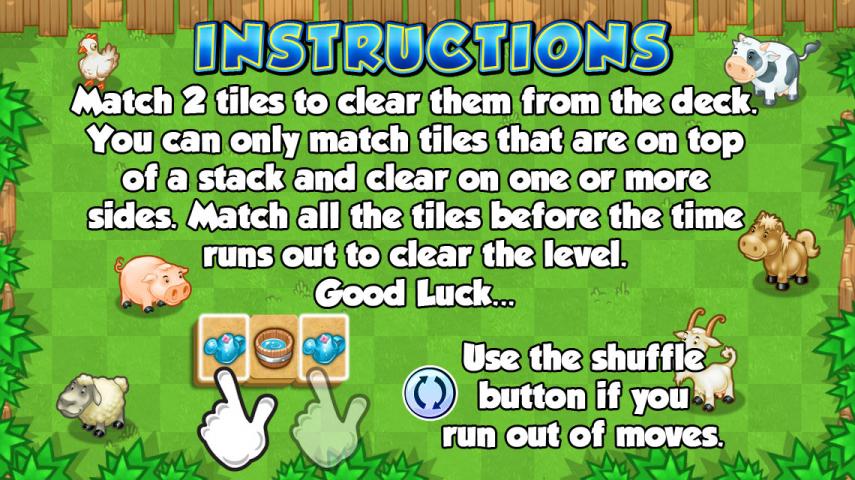 INSTRUCTIONS
Match 2 tiles to clear them from the deck.
You can only match tiles that are on top
of a stack and clear on one or more
sides. Match all the tiles before the time
runs out to clear the level.
Good Luck...
Use the shuffle
button if you
run out of moves.